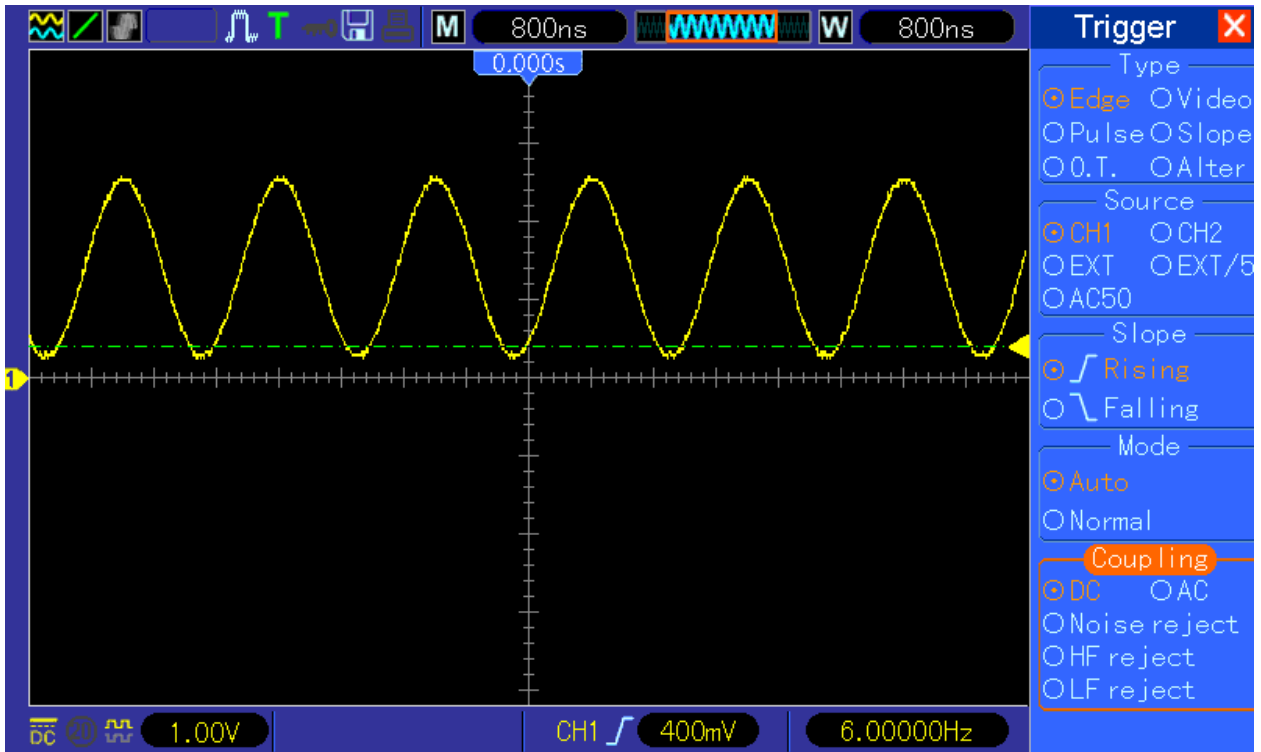 T M 800ns W 800ns Trigger X
0.000s
Type
Edge Video
Pulse Slope
O.T. Alter
Source
CH1 CH2
EXT EXT/5
AC50
Slope
Rising
Falling
1
Mode
Auto
Normal
Coupling
DC AC
Noise reject
HF reject
LF reject
DC 20 1.00V CH1 400mV 6.00000Hz